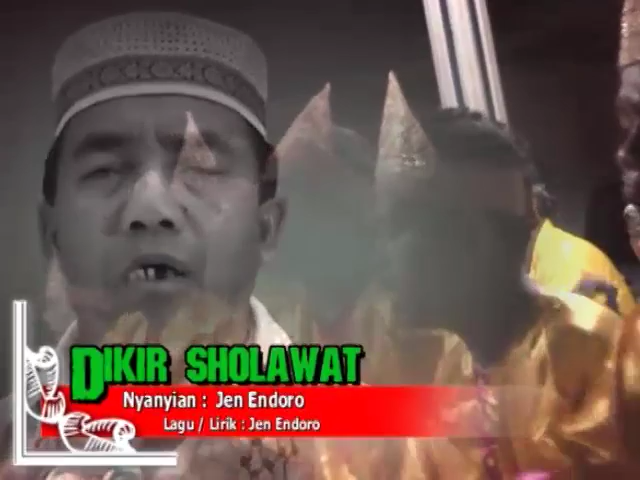 DIKIR SHOLAWAT
Nyanyian : Jen Endoro
Lagu / Lirik : Jen Endoro